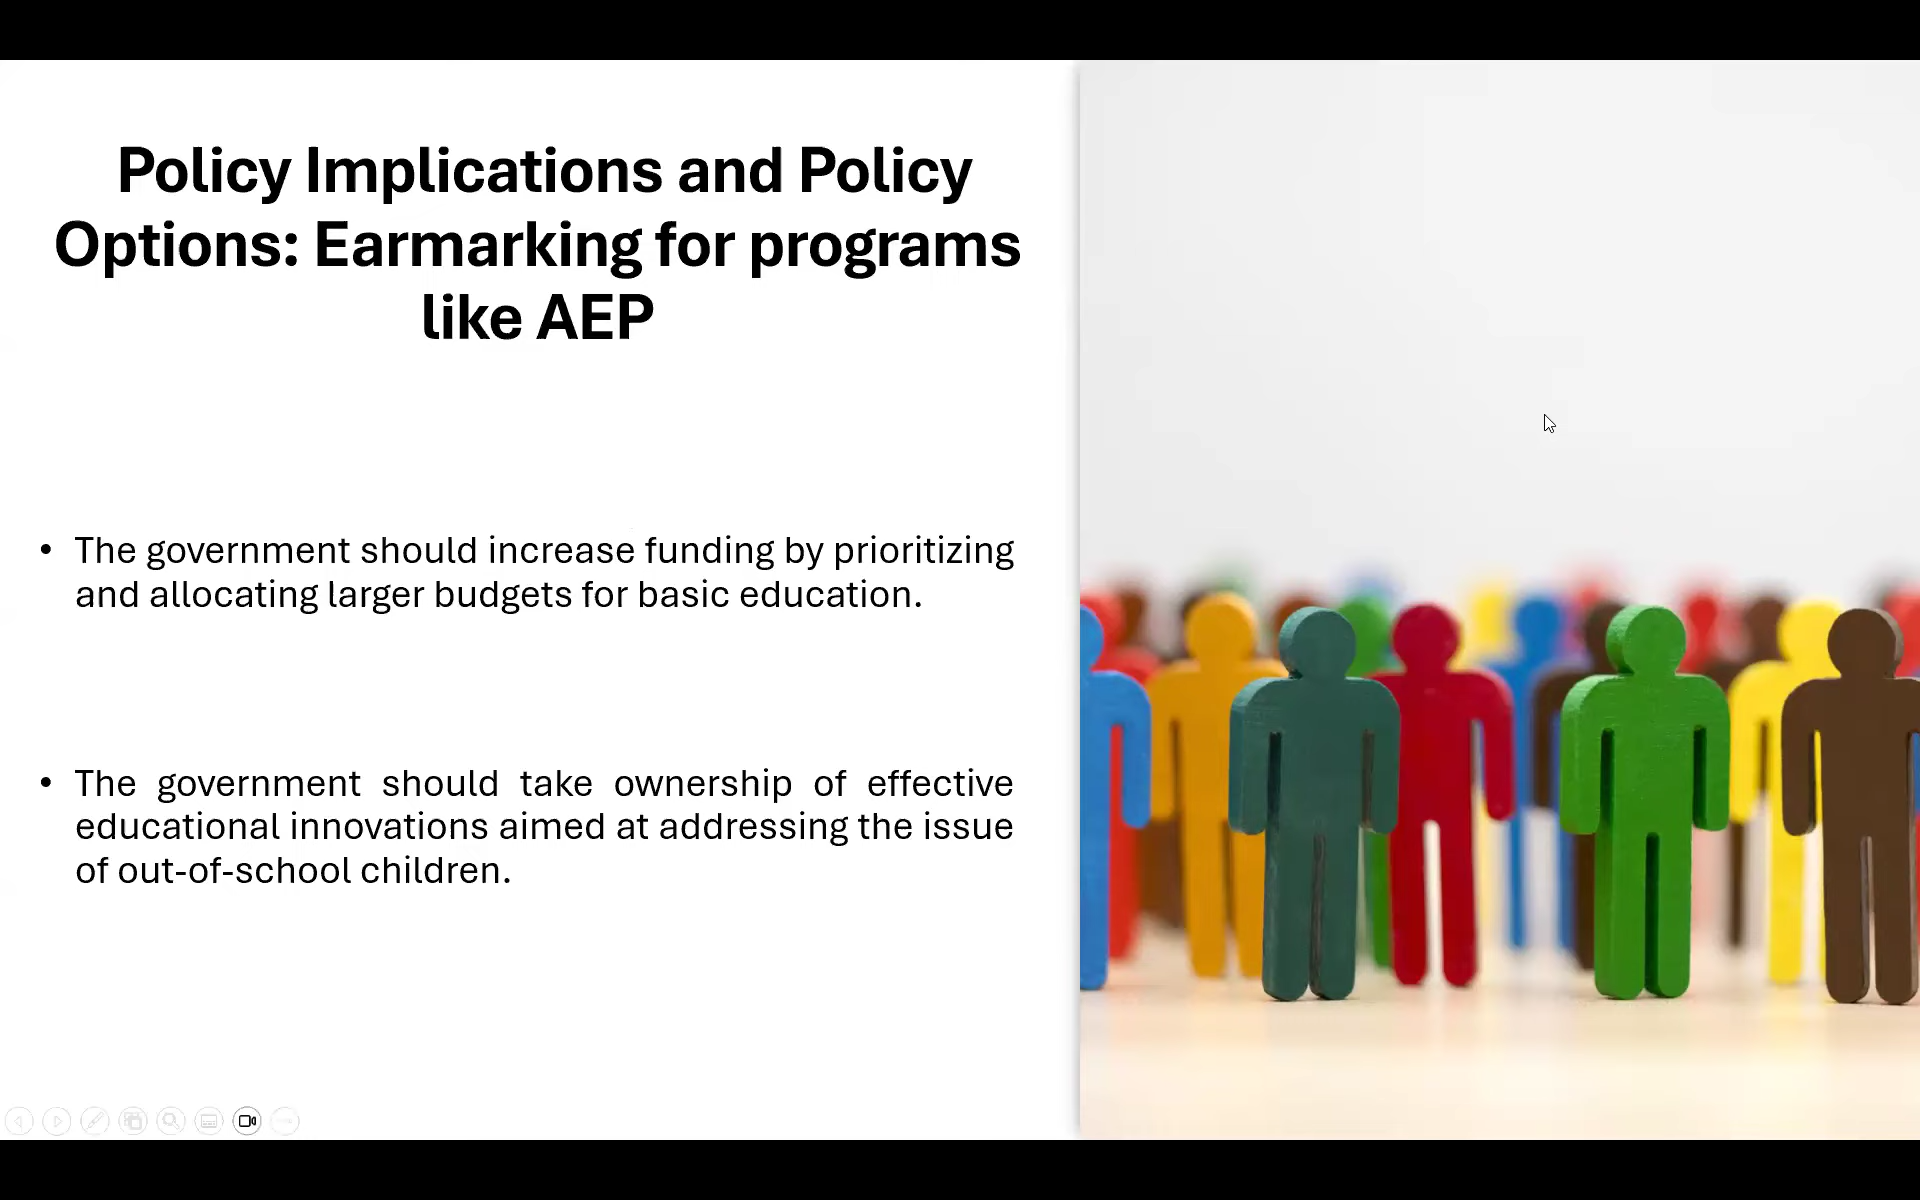 Policy Implications and Policy
Options: Earmarking for programs
like AEP
• The government should increase funding by prioritizing
and allocating larger budgets for basic education.
• The government should take ownership of effective
educational innovations aimed at addressing the issue
of out-of-school children.